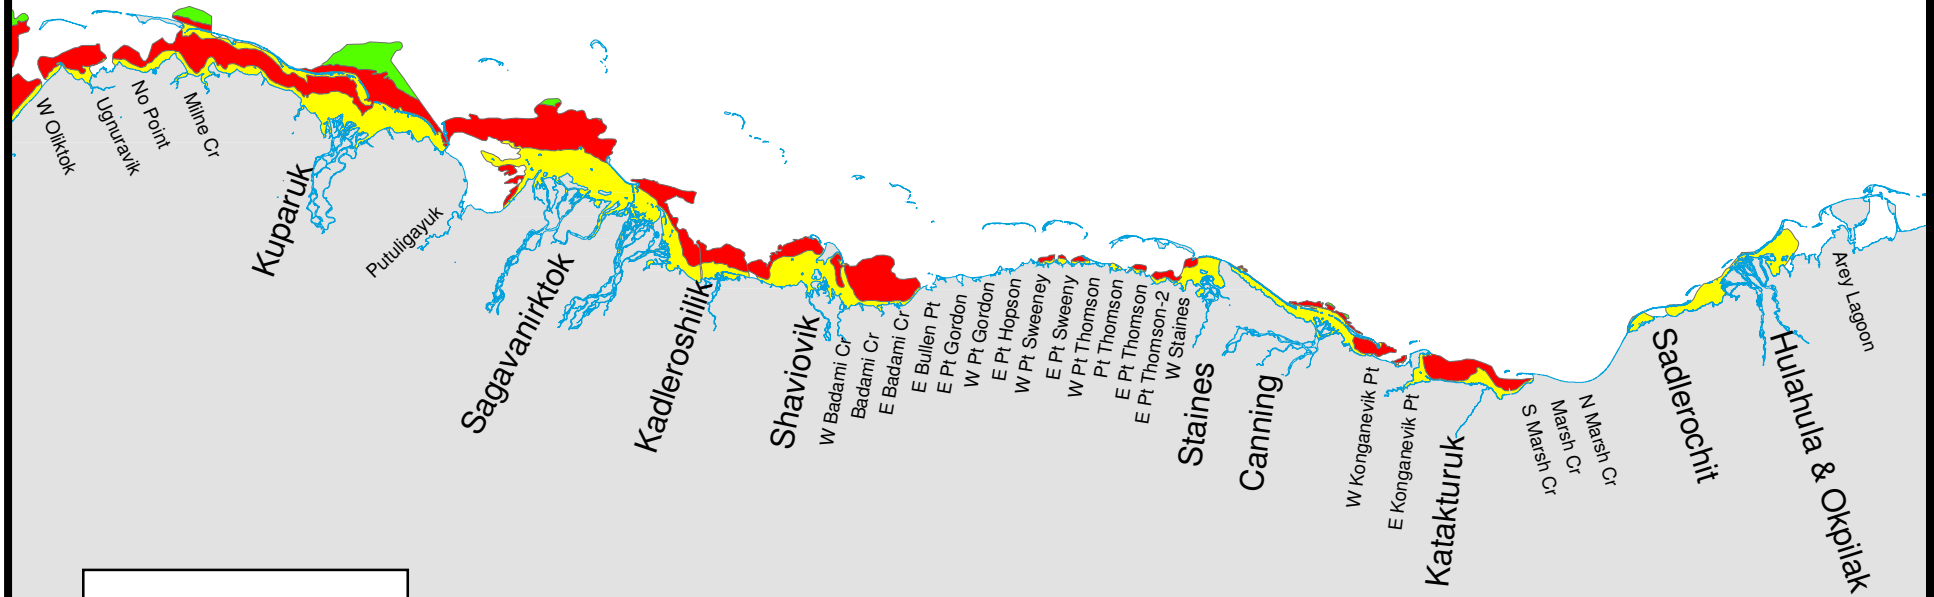 W Oliktok
Ugnuravik
No Point
Milne Cr
Kuparuk
Putuligayuk
Sagavanirktok
Kadleroshilik
Shaviovik
W Badami Cr
Badami Cr
E Badami Cr
E Bullen Pt
E Pt Gordon
W Pt Gordon
E Pt Hopson
W Pt Sweeney
E Pt Sweeny
W Pt Thomson
Pt Thomson
E Pt Thomson
E Pt Thomson-2
W Staines
Staines
Canning
W Konganevik Pt
E Konganevik Pt
Katakturuk
S Marsh Cr
Marsh Cr
N Marsh Cr
Sadlerochit
Hulahula & Okpilak
Arey Lagoon